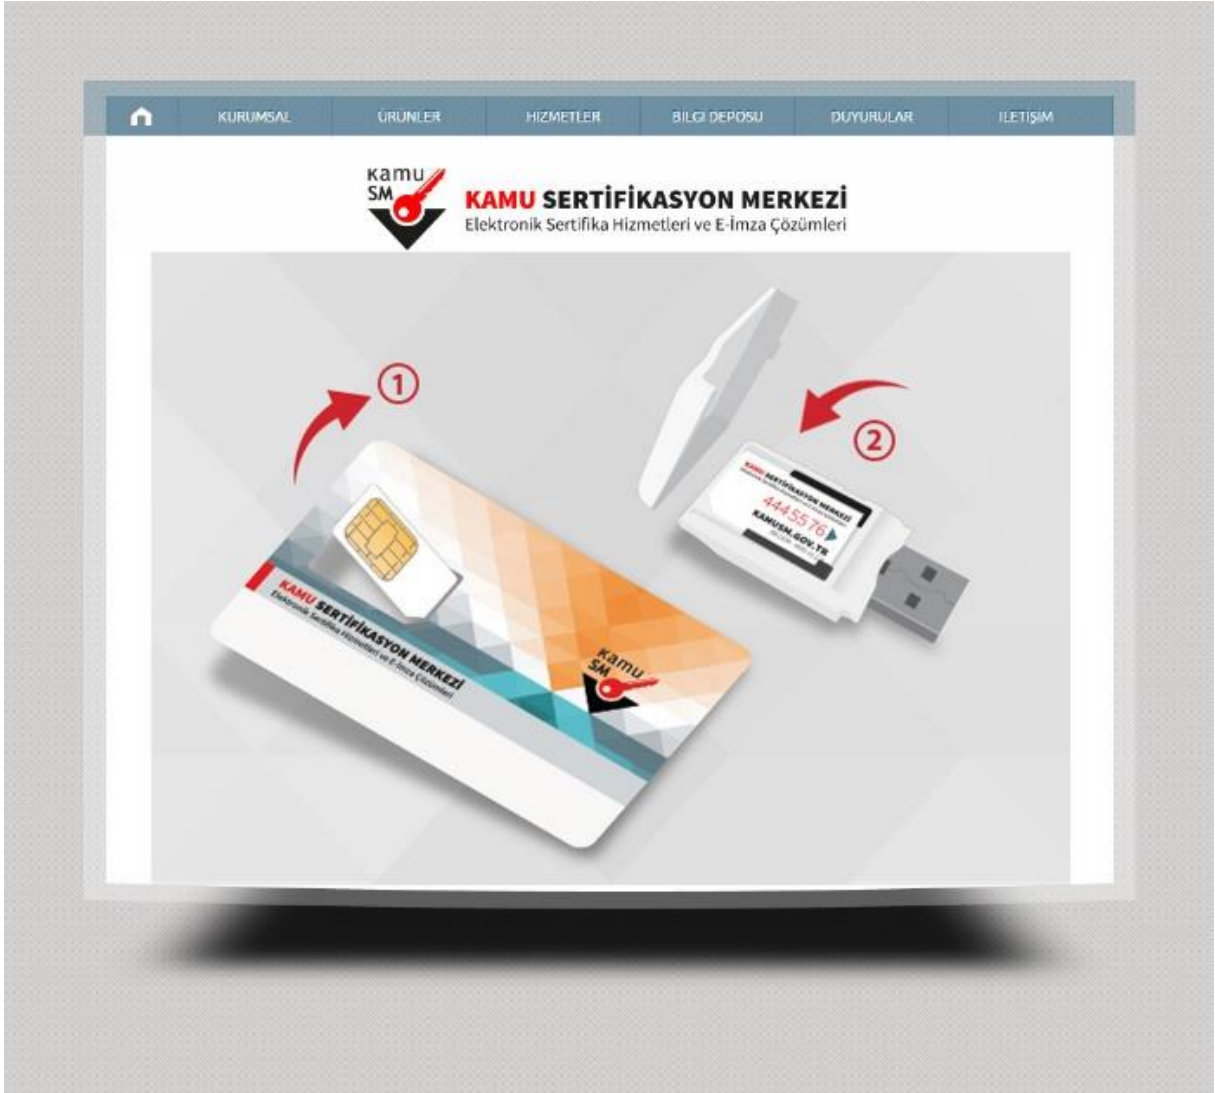 KURUMSAL ÜRÜNLER HİZMETLER BİLGİ DEPOSU DUYURULAR İLETİŞİM
Kamu
SM
KAMU SERTİFİKASYON MERKEZİ
Elektronik Sertifika Hizmetleri ve E-İmza Çözümleri
1
2
KAMU SERTİFİKASYON MERKEZİ
444 55 76
KAMUSM.GOV.TR
KAMU SERTİFİKASYON MERKEZİ
Elektronik Sertifika Hizmetleri ve E-İmza Çözümleri
Kamu
SM